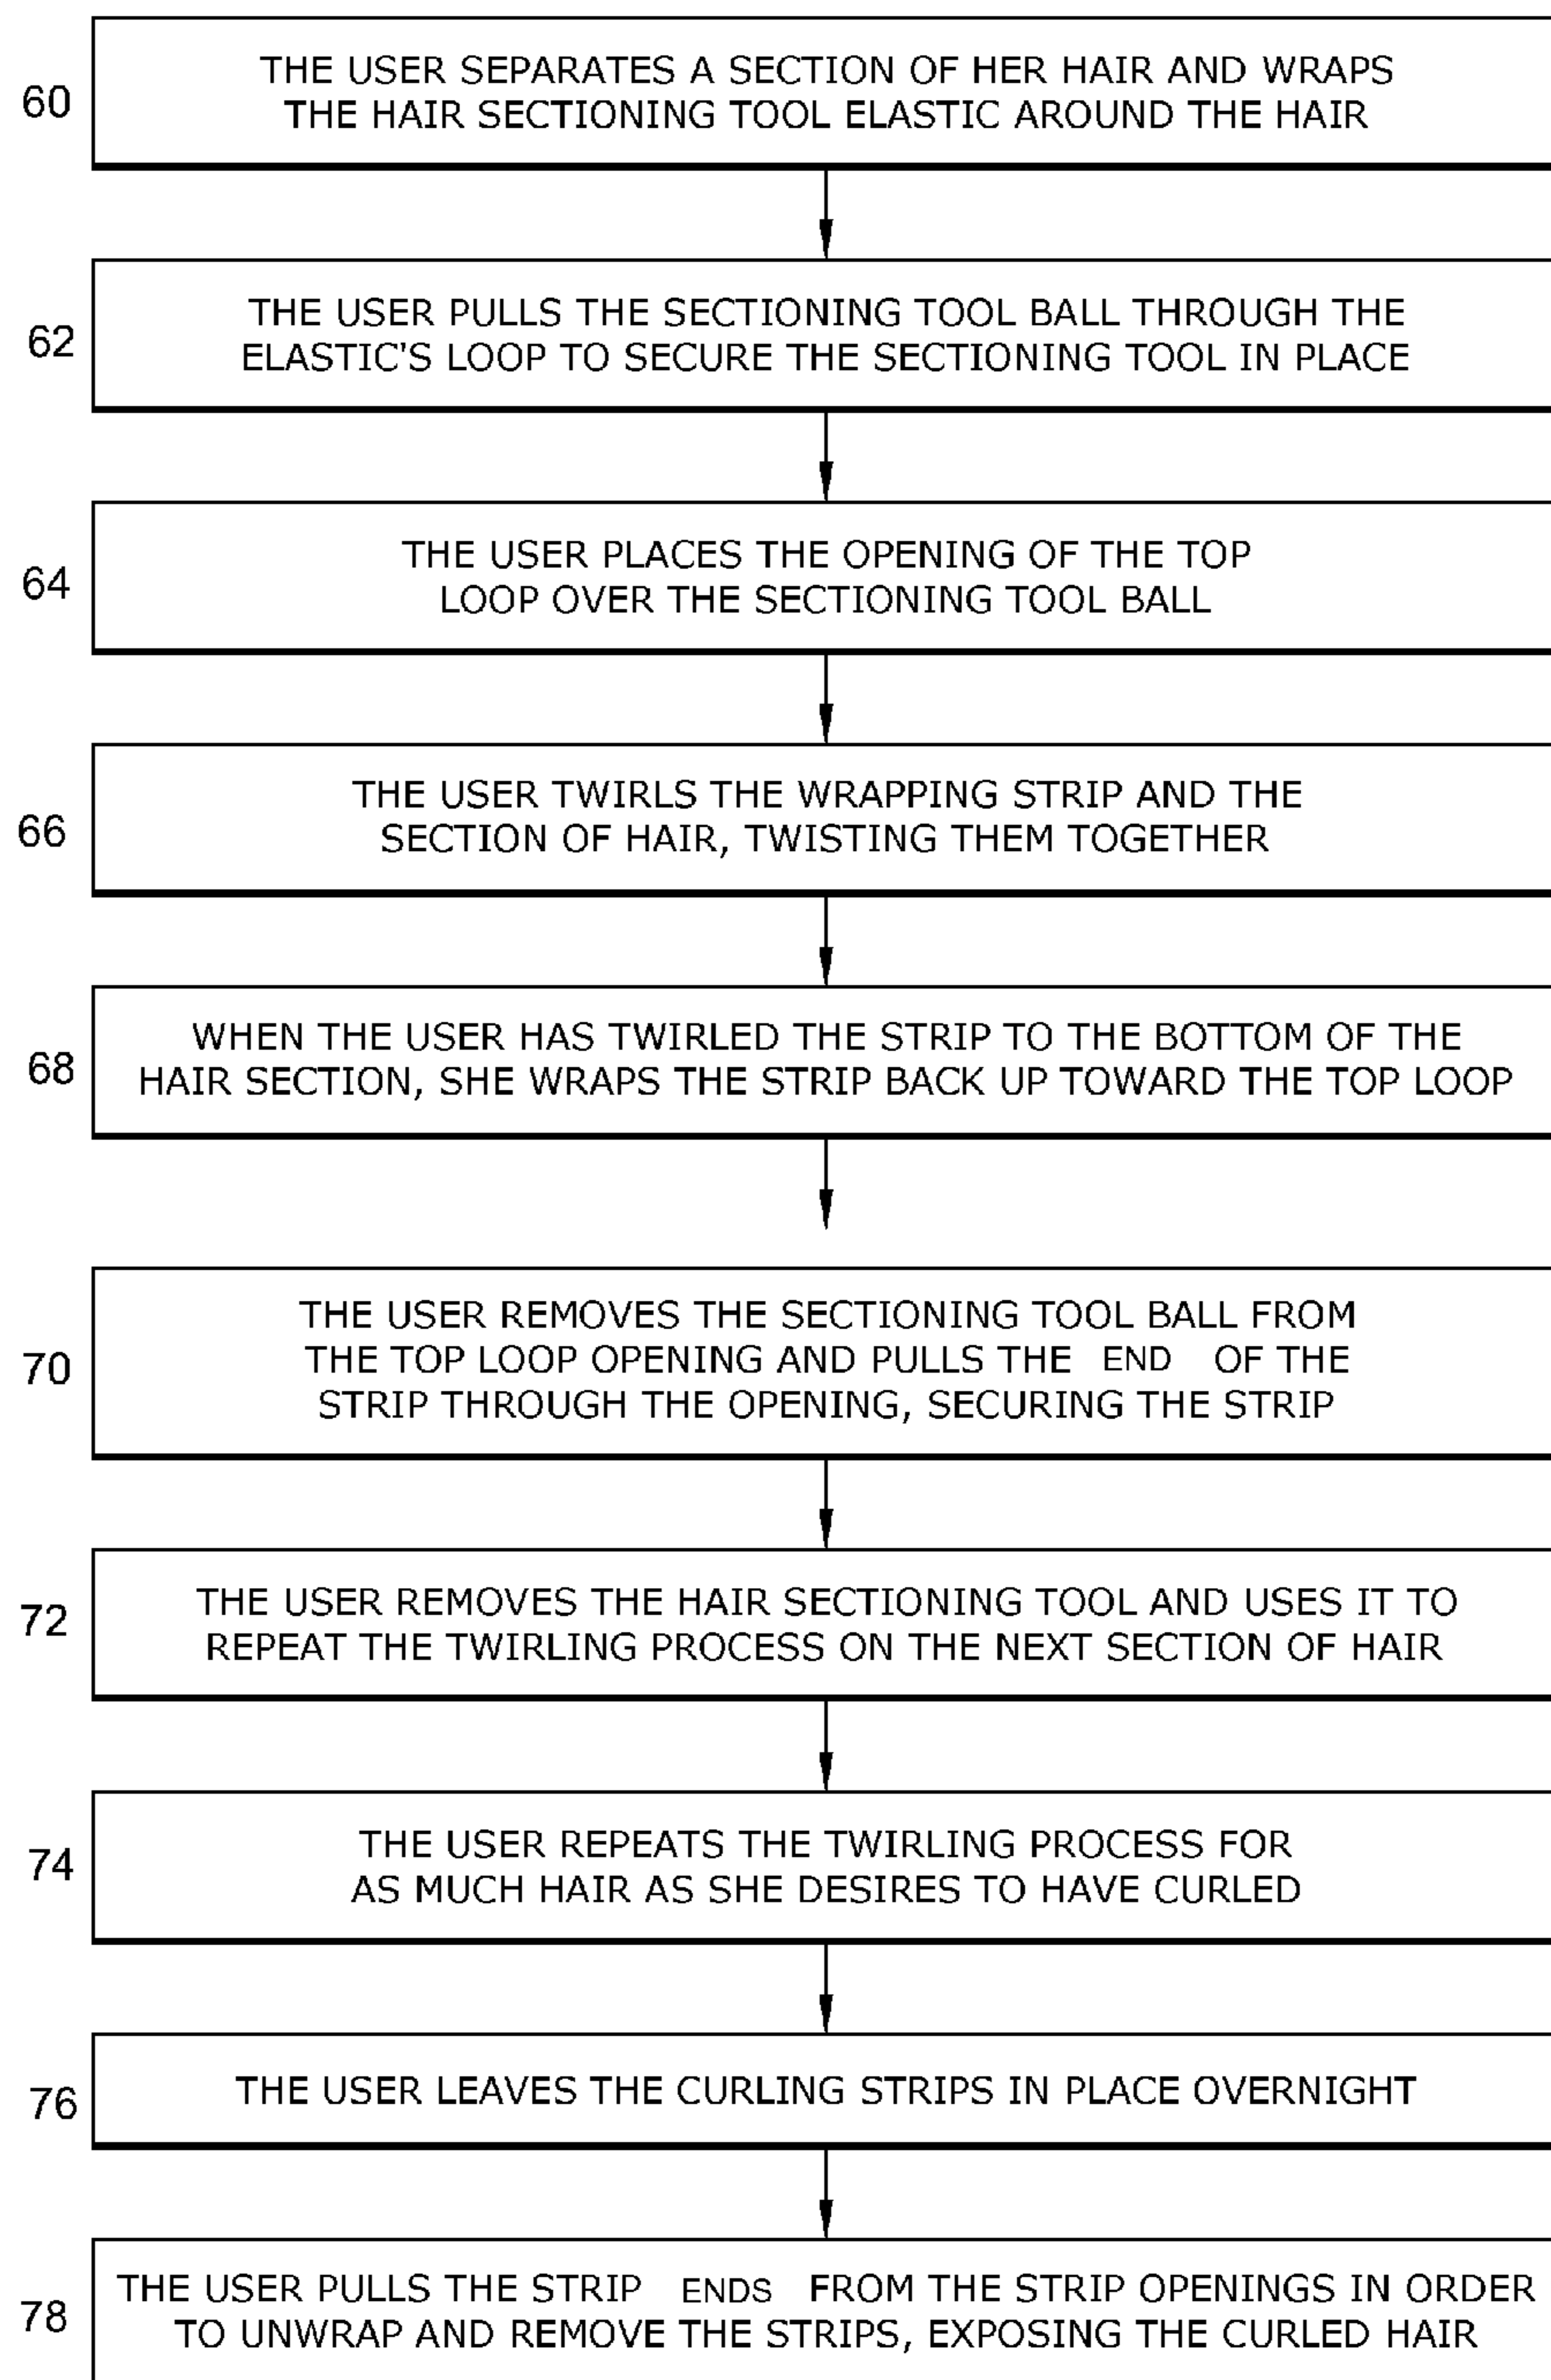 60
THE USER SEPARATES A SECTION OF HER HAIR AND WRAPS
THE HAIR SECTIONING TOOL ELASTIC AROUND THE HAIR
62
THE USER PULLS THE SECTIONING TOOL BALL THROUGH THE
ELASTIC'S LOOP TO SECURE THE SECTIONING TOOL IN PLACE
64
THE USER PLACES THE OPENING OF THE TOP
LOOP OVER THE SECTIONING TOOL BALL
66
THE USER TWIRLS THE WRAPPING STRIP AND THE
SECTION OF HAIR, TWISTING THEM TOGETHER
68
WHEN THE USER HAS TWIRLED THE STRIP TO THE BOTTOM OF THE
HAIR SECTION, SHE WRAPS THE STRIP BACK UP TOWARD THE TOP LOOP
70
THE USER REMOVES THE SECTIONING TOOL BALL FROM
THE TOP LOOP OPENING AND PULLS THE END OF THE
STRIP THROUGH THE OPENING, SECURING THE STRIP
72
THE USER REMOVES THE HAIR SECTIONING TOOL AND USES IT TO
REPEAT THE TWIRLING PROCESS ON THE NEXT SECTION OF HAIR
74
THE USER REPEATS THE TWIRLING PROCESS FOR
AS MUCH HAIR AS SHE DESIRES TO HAVE CURLED
76
THE USER LEAVES THE CURLING STRIPS IN PLACE OVERNIGHT
78
THE USER PULLS THE STRIP ENDS FROM THE STRIP OPENINGS IN ORDER
TO UNWRAP AND REMOVE THE STRIPS, EXPOSING THE CURLED HAIR